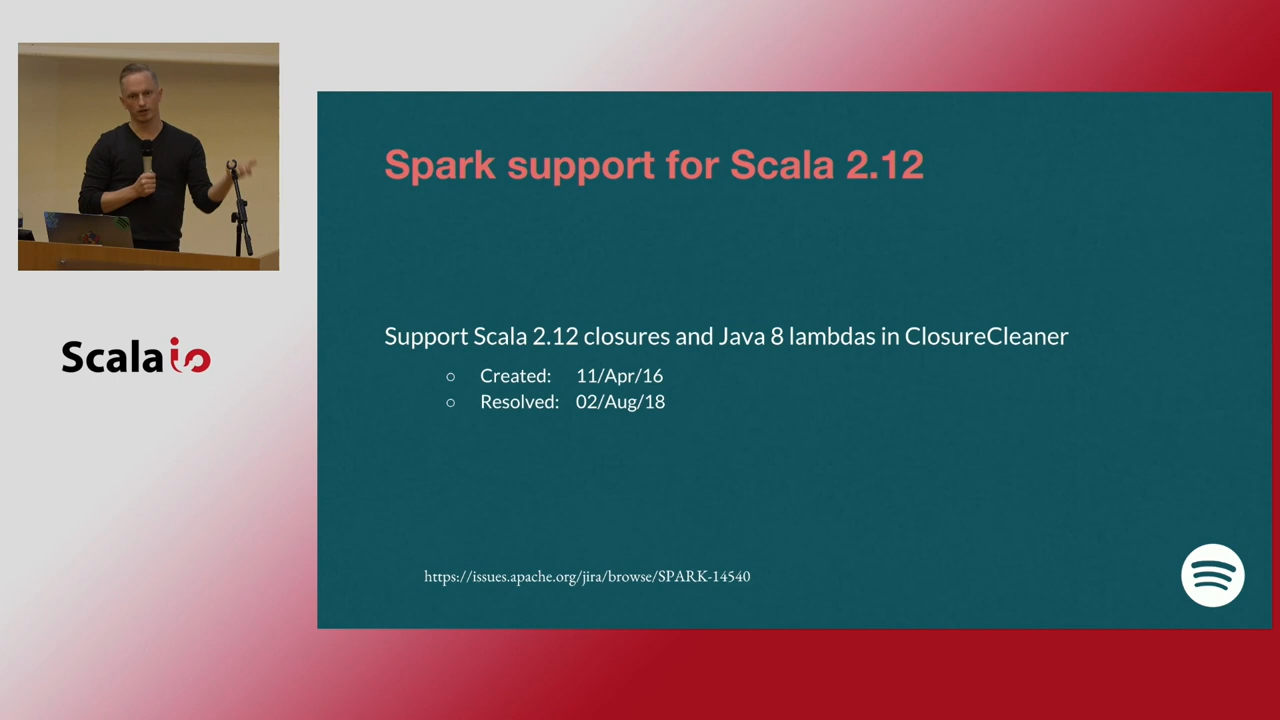 Spark support for Scala 2.12
Support Scala 2.12 closures and Java 8 lambdas in ClosureCleaner
○ Created: 11/Apr/16
○ Resolved: 02/Aug/18
https://issues.apache.org/jira/browse/SPARK-14540
Scala io